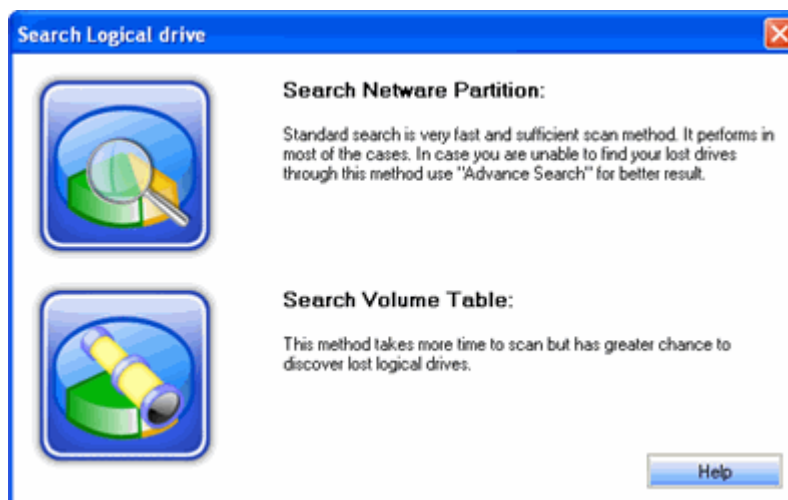 Search Logical drive
Search Netware Partition:
Standard search is very fast and sufficient scan method. It performs in
most of the cases. In case you are unable to find your lost drives
through this method use "Advance Search" for better result.
Search Volume Table:
This method takes more time to scan but has greater chance to
discover lost logical drives.
Help